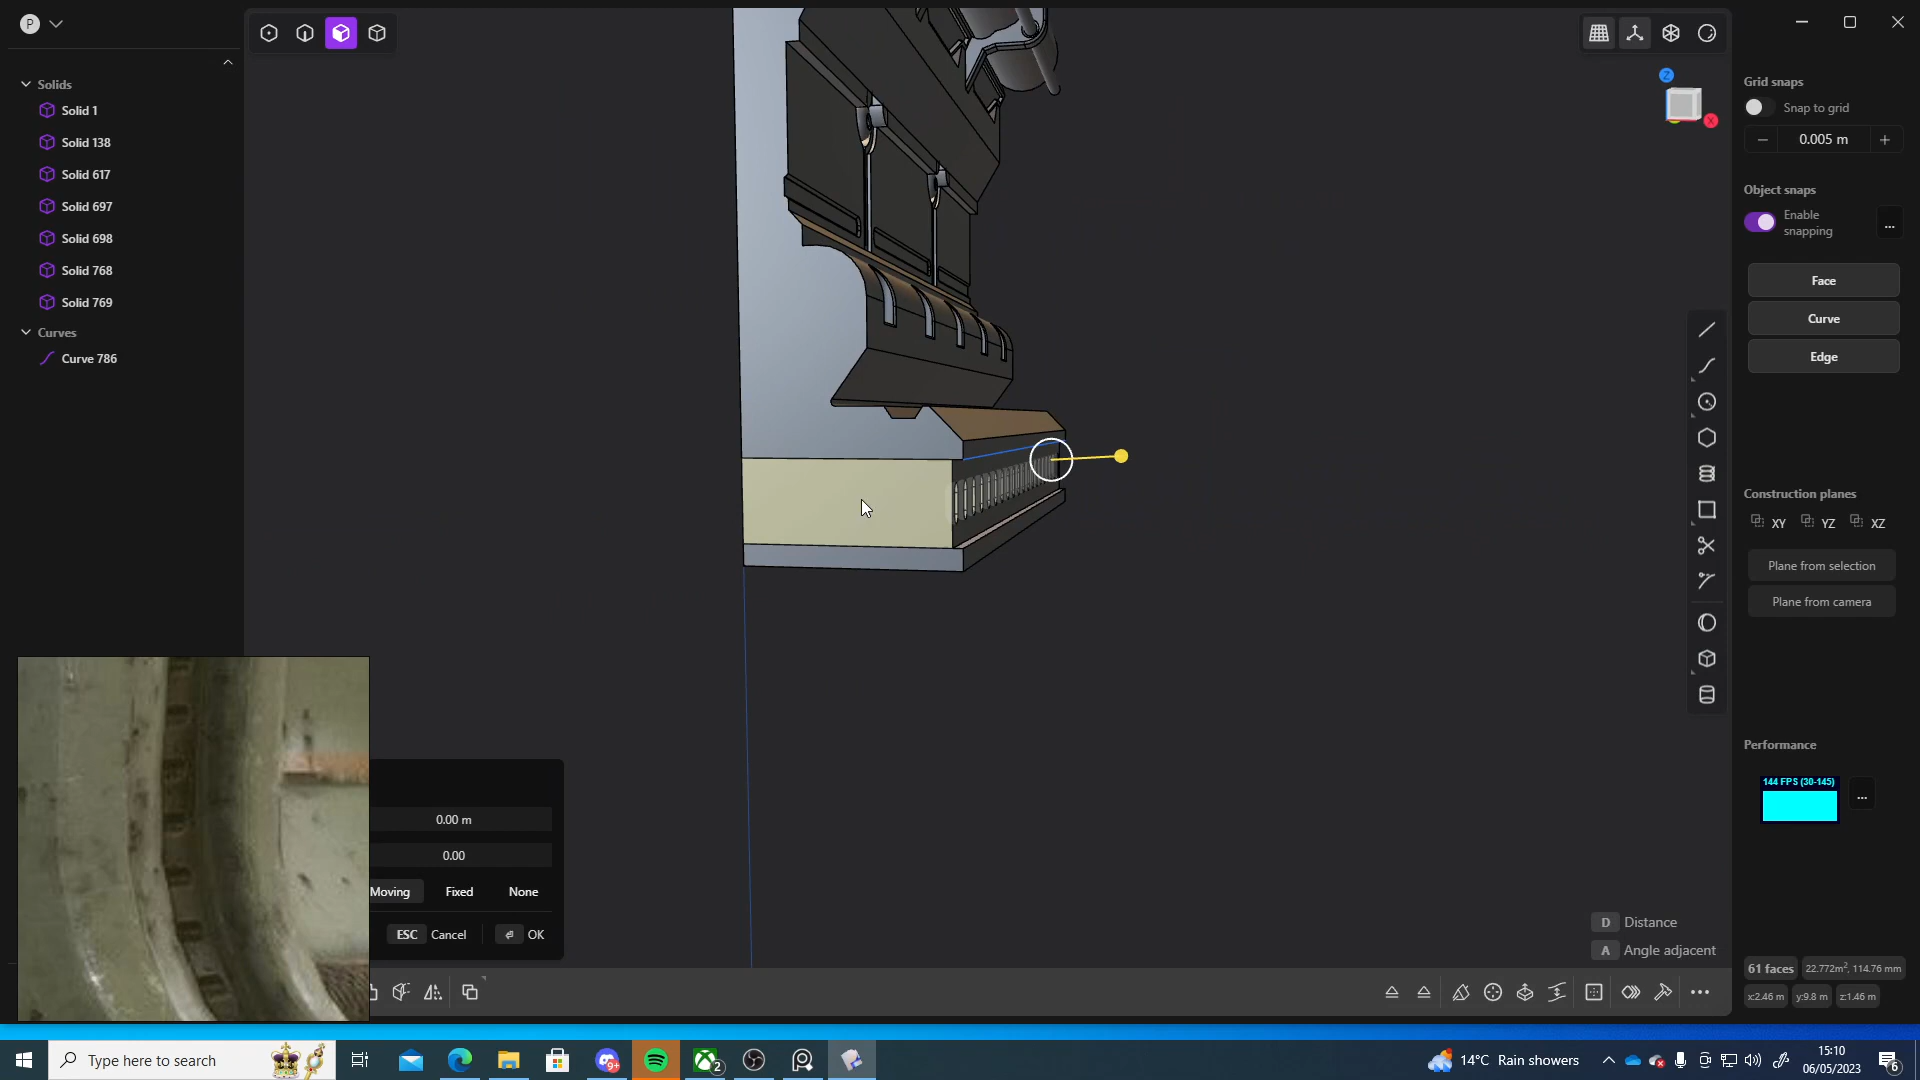 P
Solids
Solid 1
Solid 138
Solid 617
Solid 697
Solid 698
Solid 768
Solid 769
Curves
Curve 786
Z
X
Grid snaps
Snap to grid
0.005 m
Object snaps
Enable
snapping
...
Face
Curve
Edge
Construction planes
XY
YZ
XZ
Plane from selection
Plane from camera
Performance
144 FPS (30-145)
...
0.00 m
0.00
Moving
Fixed
None
ESC
Cancel
OK
D
Distance
A
Angle adjacent
61 faces
22.772m², 114.76 mm
x:2.46 m
y:9.8 m
z:1.46 m
Type here to search
9+
2
14°C Rain showers
15:10
06/05/2023
6